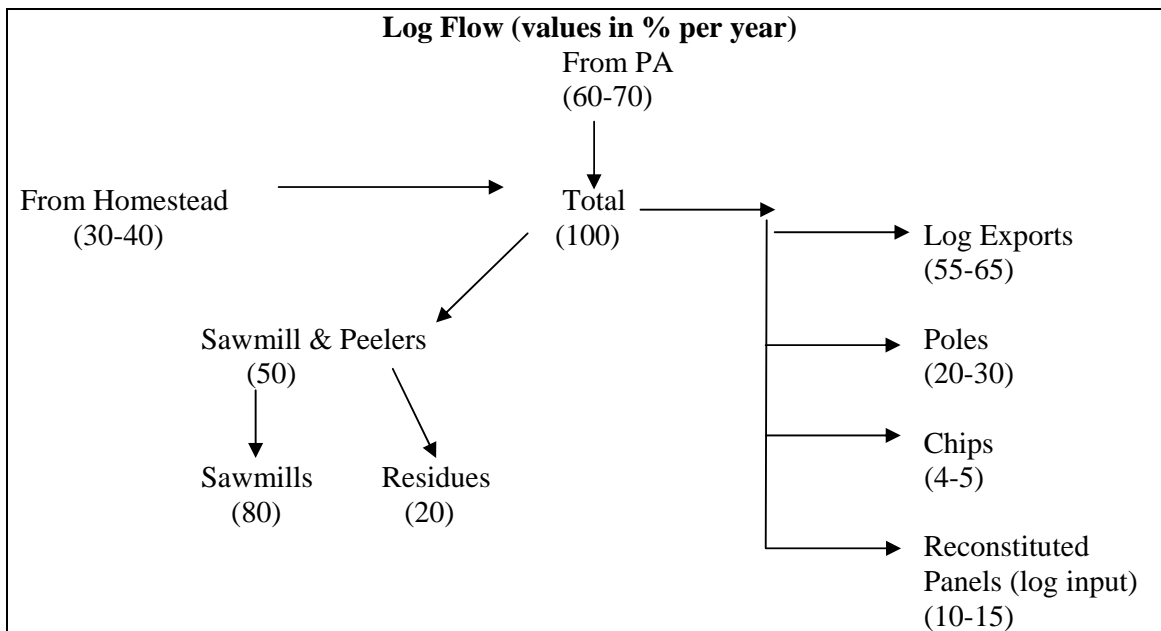 Log Flow (values in % per year)
From PA
(60-70)
From Homestead
(30-40)
Total
(100)
Log Exports
(55-65)
Sawmill & Peelers
(50)
Poles
(20-30)
Chips
(4-5)
Sawmills
(80)
Residues
(20)
Reconstituted
Panels (log input)
(10-15)